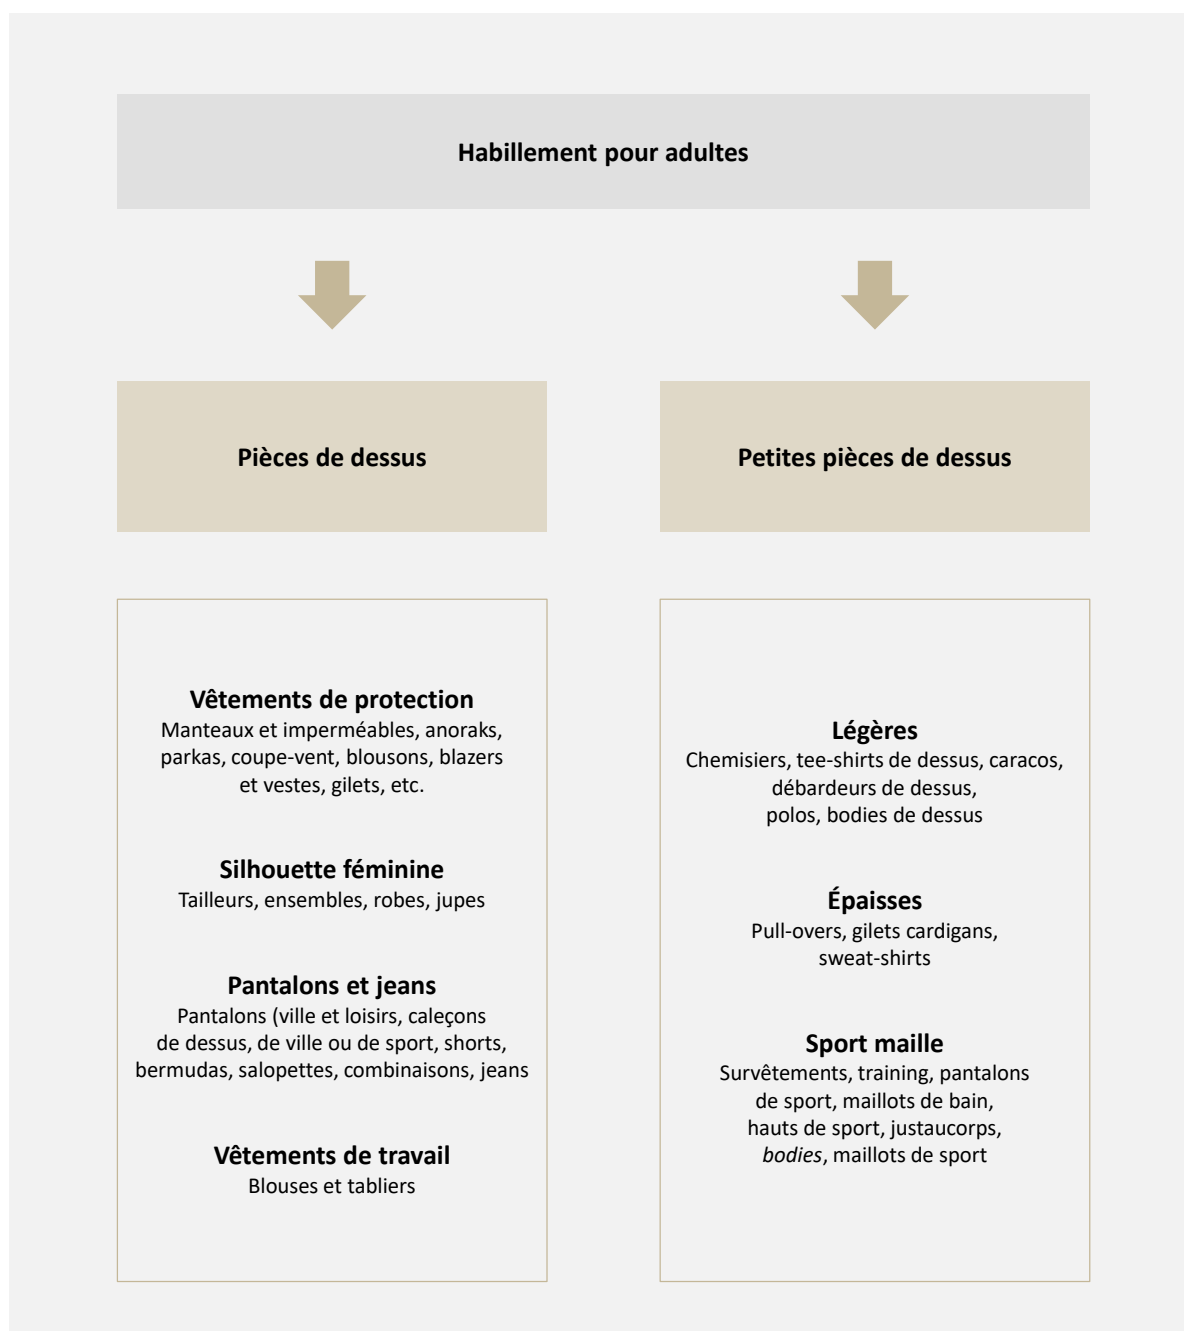 Habillement pour adultes
Pièces de dessus
Vêtements de protection
Manteaux et imperméables, anoraks,
parkas, coupe-vent, blousons, blazers
et vestes, gilets, etc.
Silhouette féminine
Tailleurs, ensembles, robes, jupes
Pantalons et jeans
Pantalons (ville et loisirs, caleçons
de dessus, de ville ou de sport, shorts,
bermudas, salopettes, combinaisons, jeans
Vêtements de travail
Blouses et tabliers
Petites pièces de dessus
Légères
Chemisiers, tee-shirts de dessus, caracos,
débardeurs de dessus,
polos, bodies de dessus
Épaisses
Pull-overs, gilets cardigans,
sweat-shirts
Sport maille
Survêtements, training, pantalons
de sport, maillots de bain,
hauts de sport, justaucorps,
bodies, maillots de sport